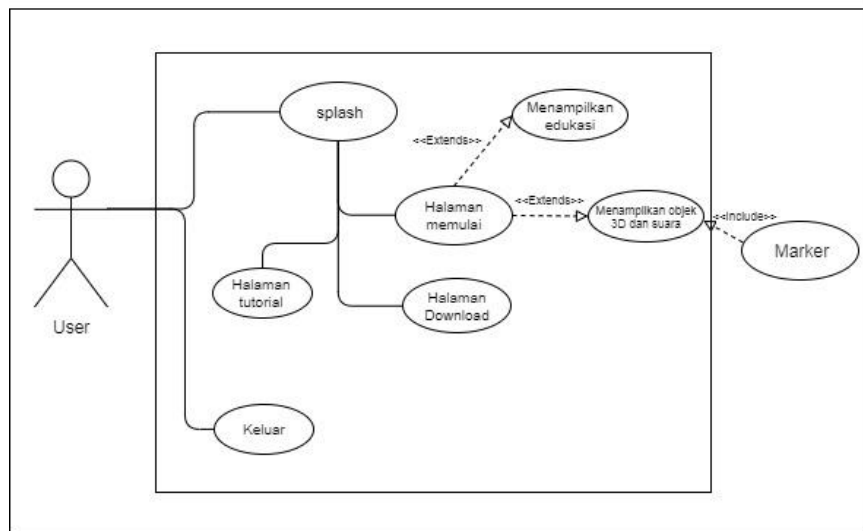 splash
Menampilkan
edukasi
<<Extends>>
Halaman
memulai
<<Extends>>
Menampilkan objek
3D dan suara
<<Include>>
Marker
Halaman
tutorial
Halaman
Download
User
Keluar